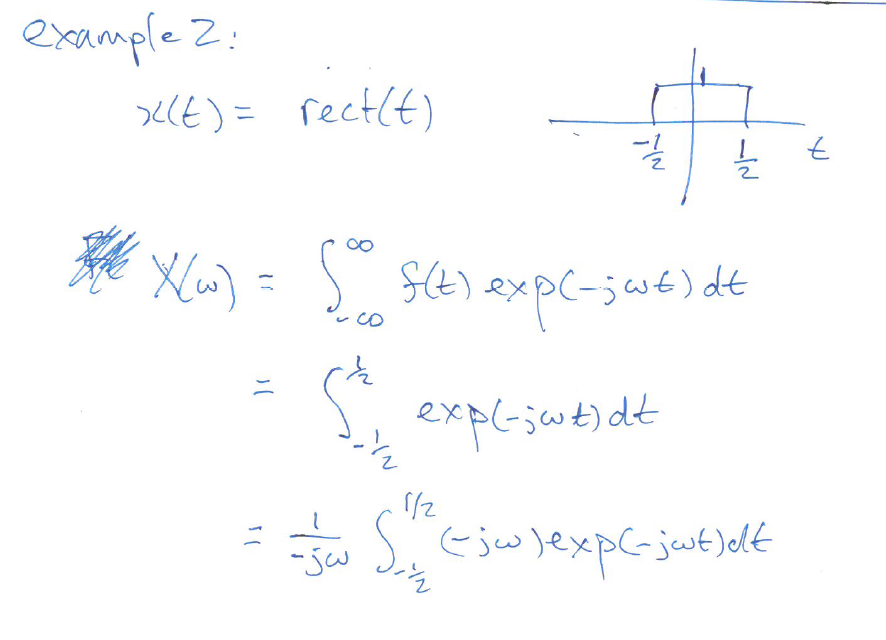 example 2:
x(t) = rect(t)
1
-1/2 1/2 t
X(ω) = ∫_{-∞}^{∞} f(t) exp(-jωt) dt
= ∫_{-1/2}^{1/2} exp(-jωt) dt
= 1/-jω ∫_{-1/2}^{1/2} (-jω) exp(-jωt) dt